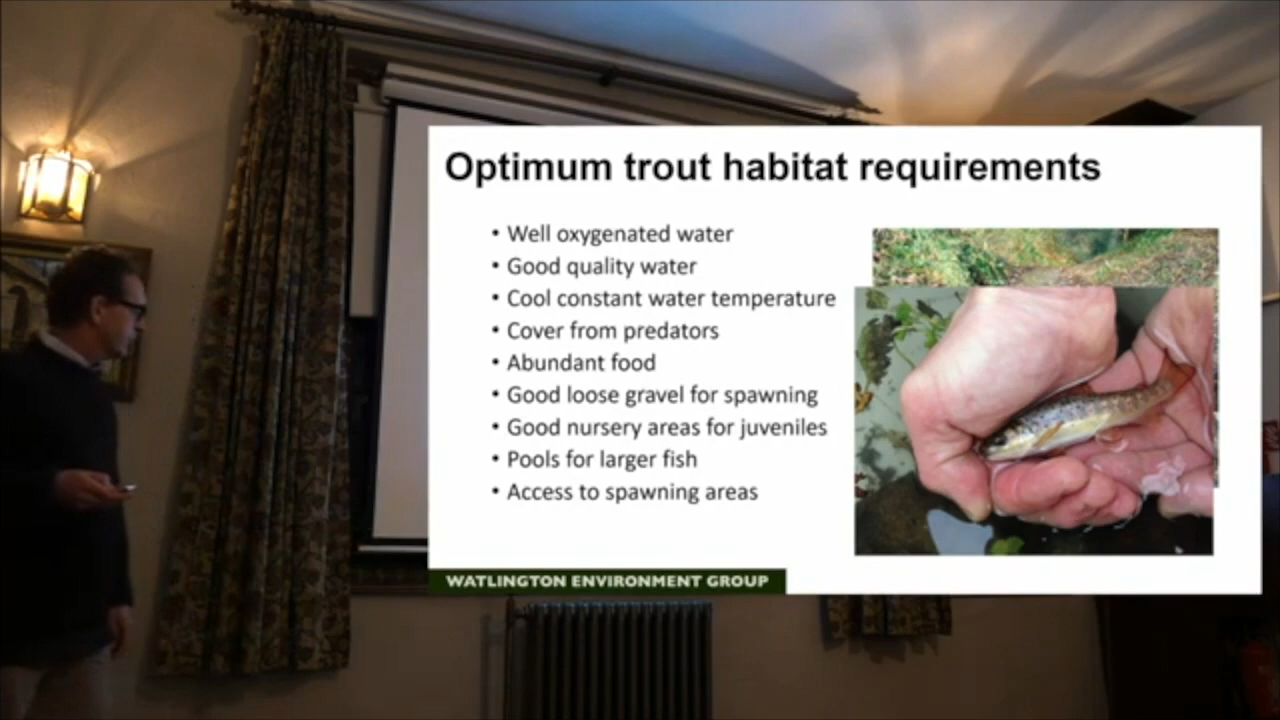 Optimum trout habitat requirements
• Well oxygenated water
• Good quality water
• Cool constant water temperature
• Cover from predators
• Abundant food
• Good loose gravel for spawning
• Good nursery areas for juveniles
• Pools for larger fish
• Access to spawning areas
WATLINGTON ENVIRONMENT GROUP